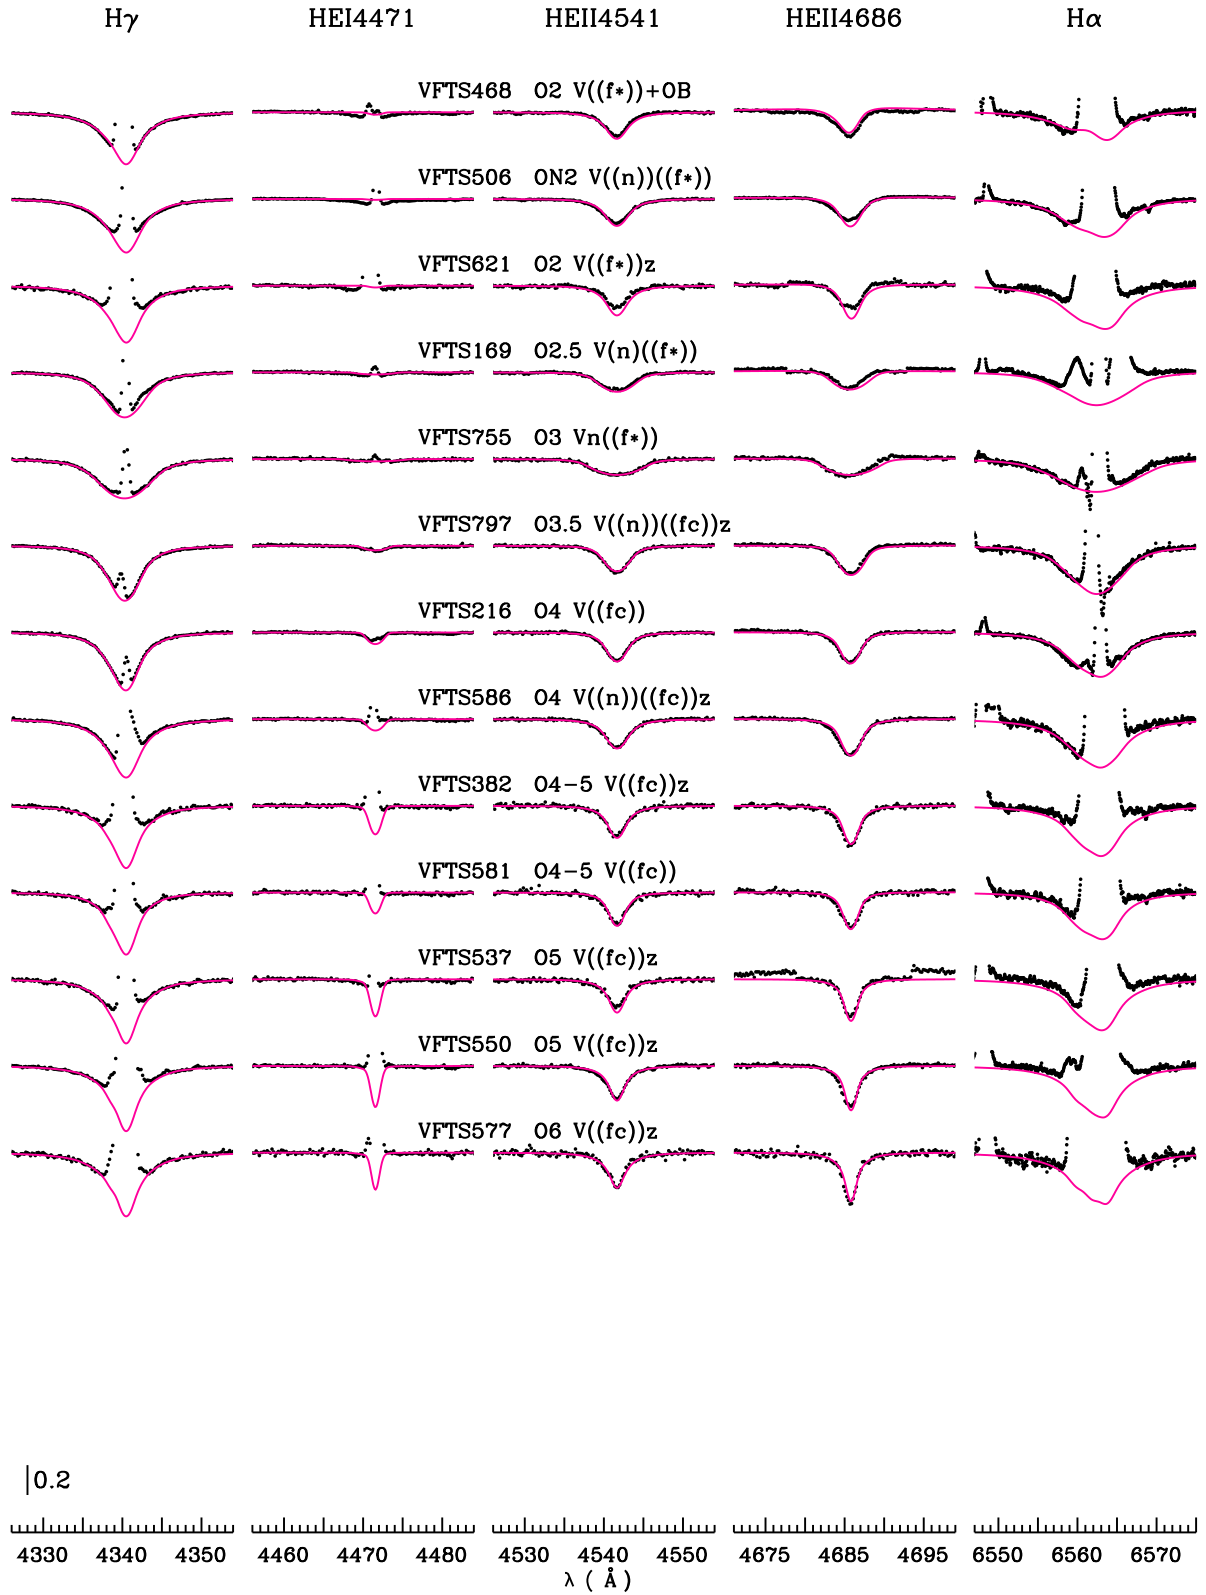 Hγ HEI4471 HEII4541 HEII4686 Hα
VFTS468 O2 V((f*))+OB
VFTS506 ON2 V((n))((f*))
VFTS621 O2 V((f*))z
VFTS169 O2.5 V(n)((f*))
VFTS755 O3 Vn((f*))
VFTS797 O3.5 V((n))((fc))z
VFTS216 O4 V((fc))
VFTS586 O4 V((n))((fc))z
VFTS382 O4-5 V((fc))z
VFTS581 O4-5 V((fc))
VFTS537 O5 V((fc))z
VFTS550 O5 V((fc))z
VFTS577 O6 V((fc))z
0.2
4330 4340 4350 4460 4470 4480 4530 4540 4550 4675 4685 4695 6550 6560 6570
λ ( Å )